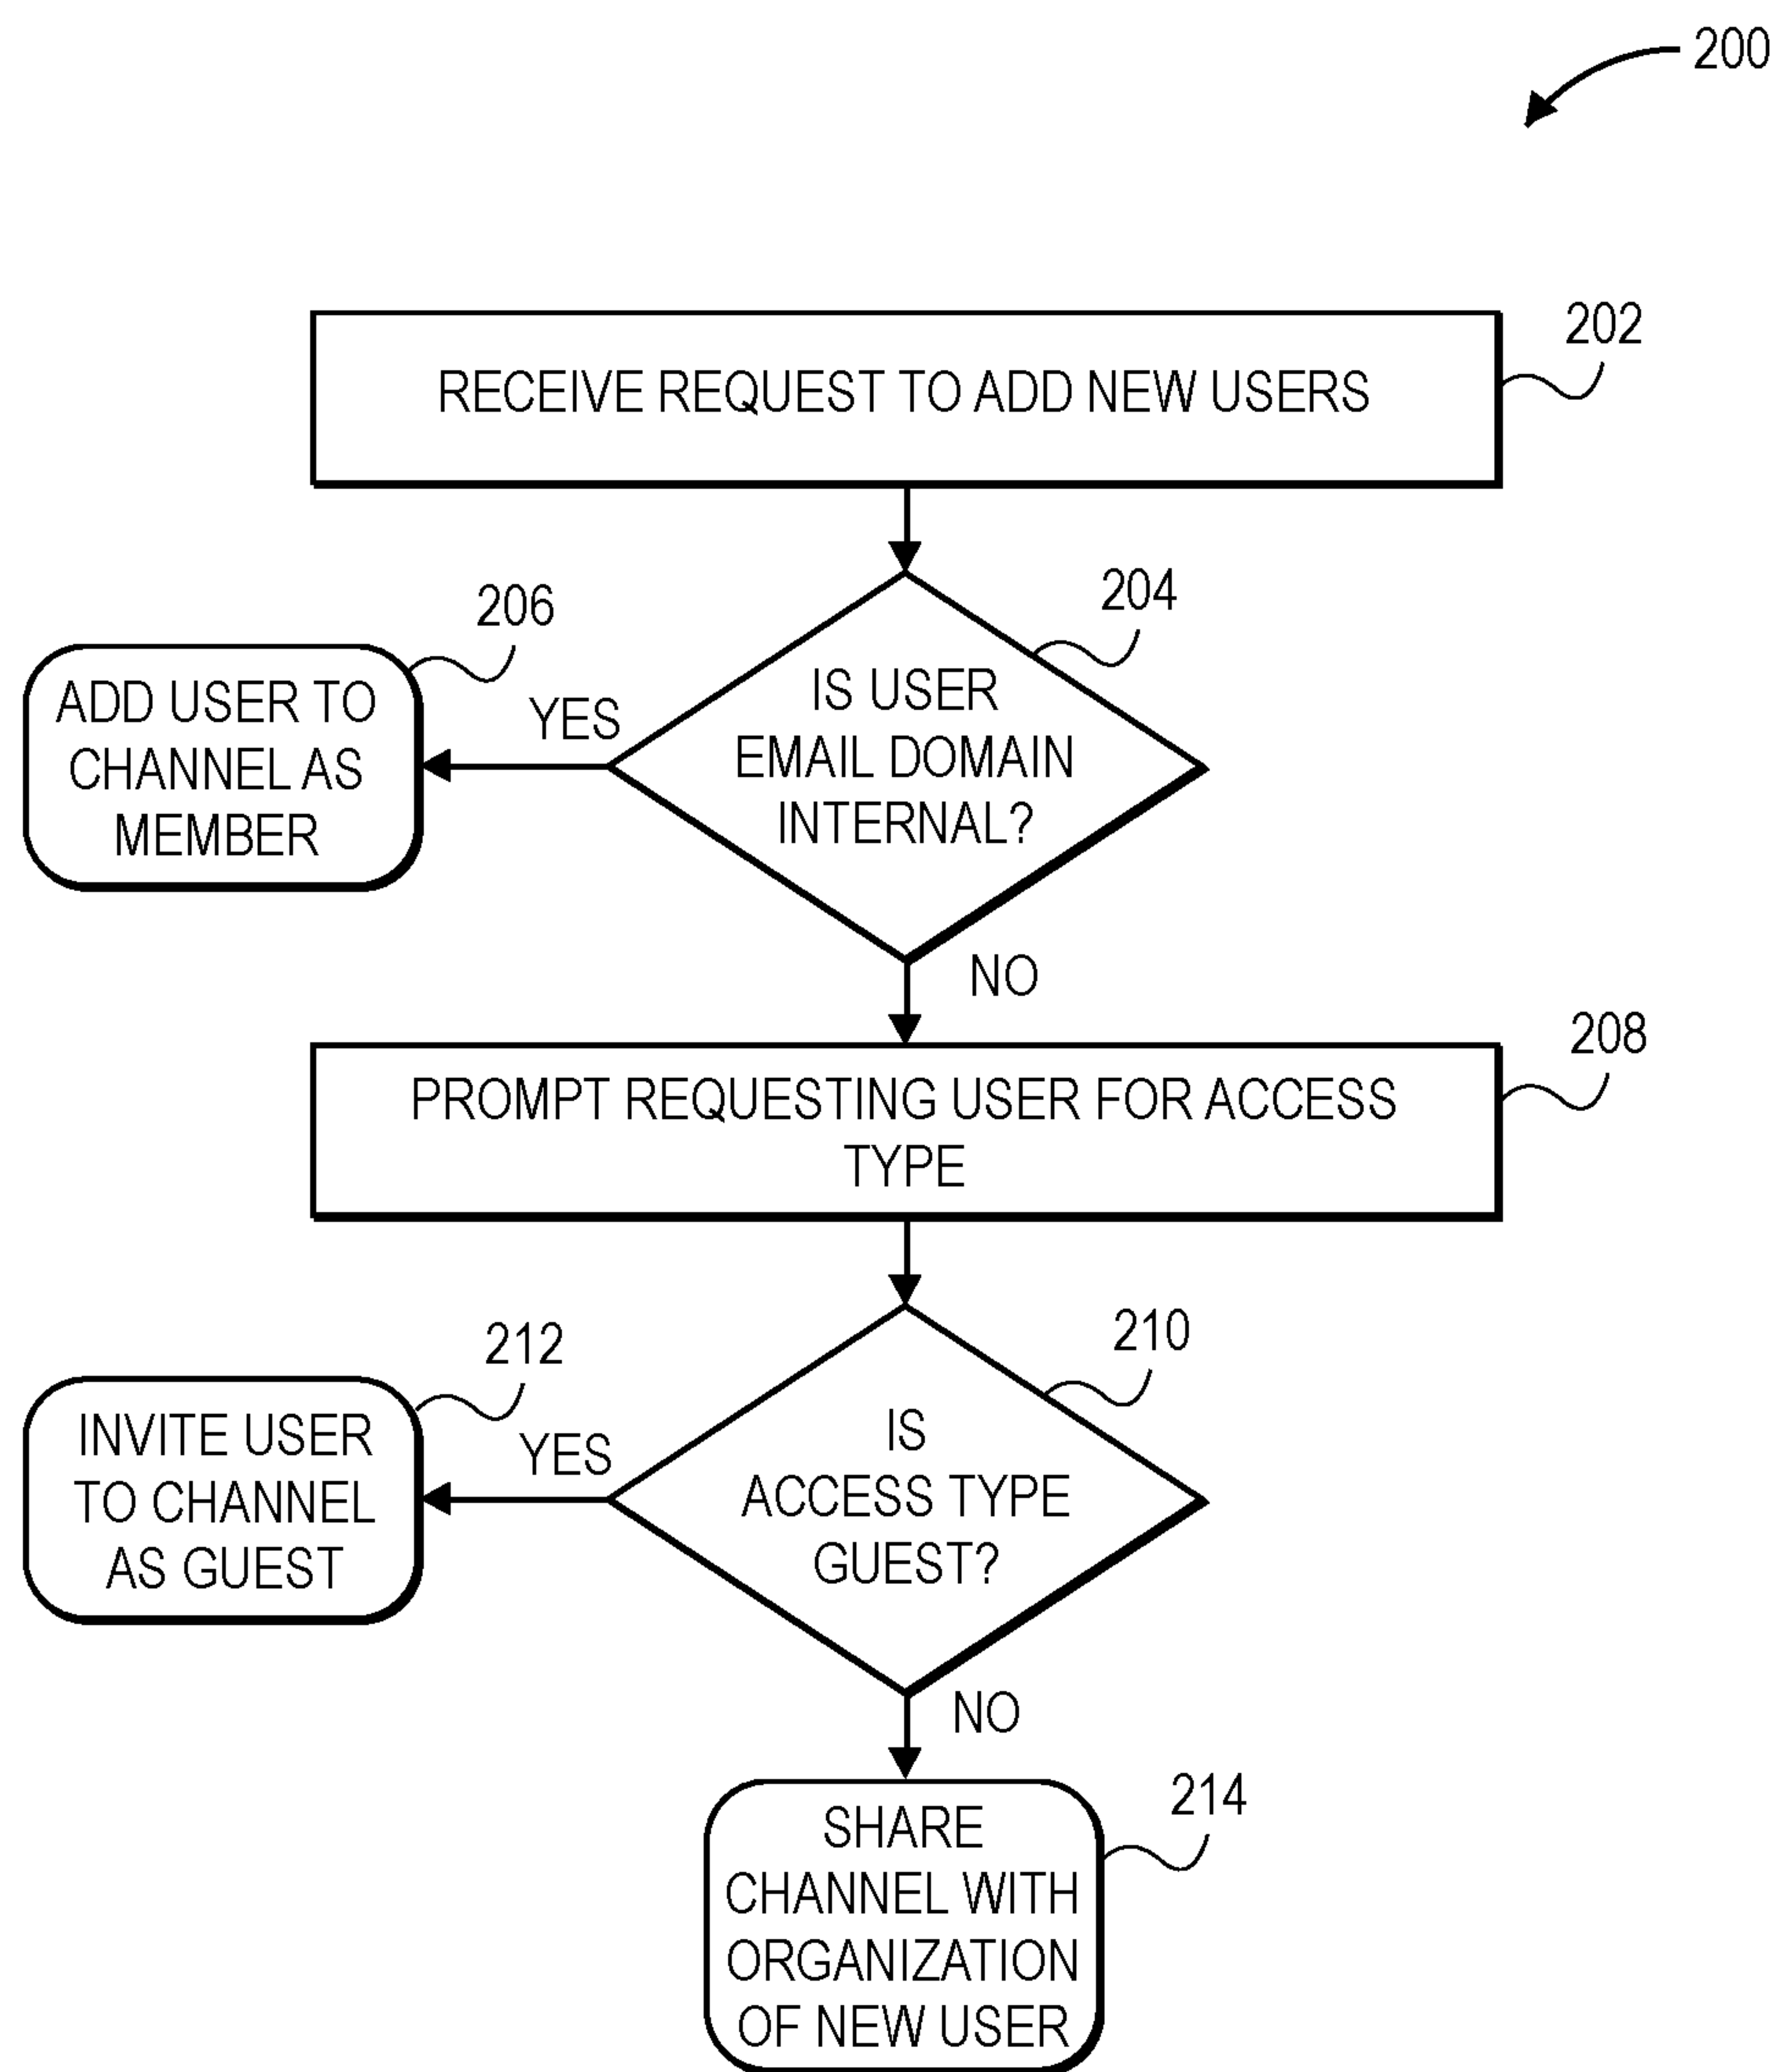 200
202
RECEIVE REQUEST TO ADD NEW USERS
204
206
IS USER
EMAIL DOMAIN
INTERNAL?
YES
ADD USER TO
CHANNEL AS
MEMBER
NO
208
PROMPT REQUESTING USER FOR ACCESS
TYPE
210
212
IS
ACCESS TYPE
GUEST?
YES
INVITE USER
TO CHANNEL
AS GUEST
NO
214
SHARE
CHANNEL WITH
ORGANIZATION
OF NEW USER